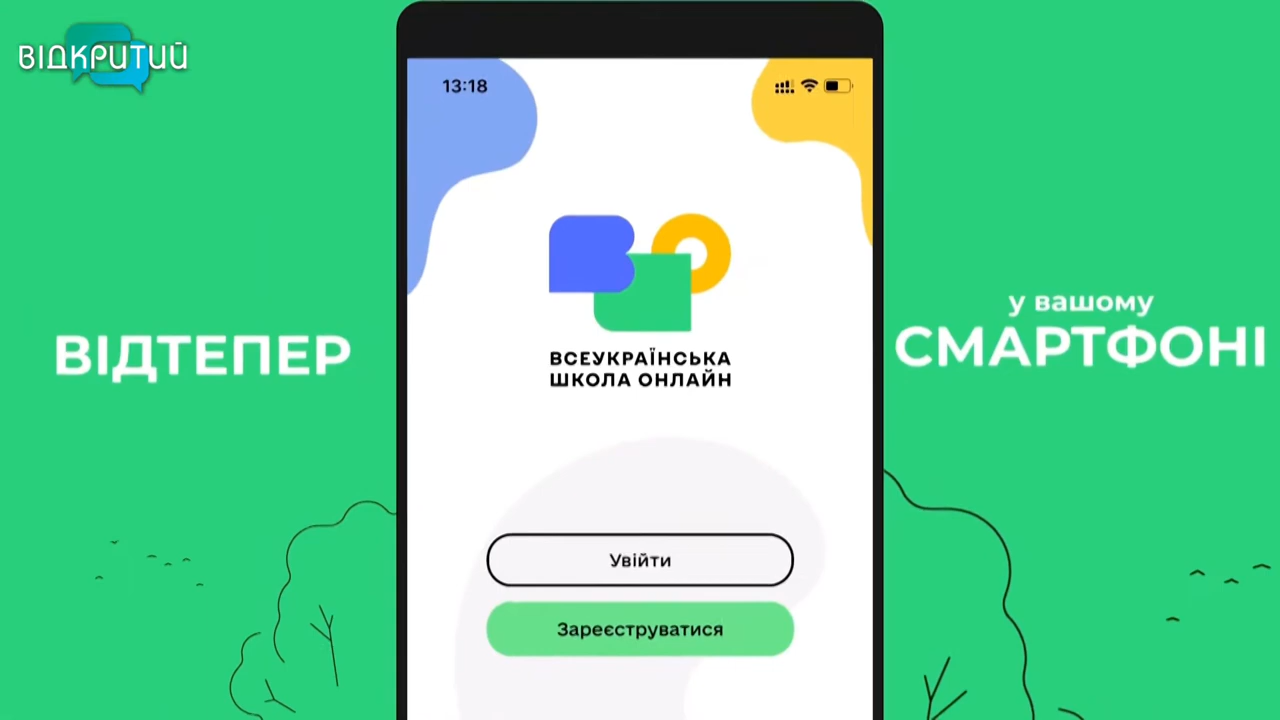 ВІДКРИТИЙ
13:18
ВСЕУКРАЇНСЬКА
ШКОЛА ОНЛАЙН
ВІДТЕПЕР
у вашому
СМАРТФОНІ
Увійти
Зареєструватися